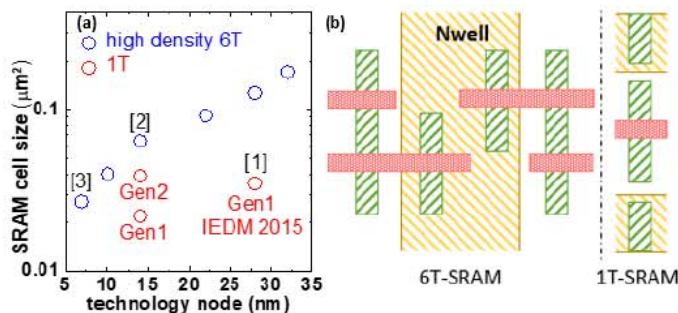 (a)
high density 6T
1T
SRAM cell size (μm²)
0.1
0.01
[3]
[2]
[1]
Gen2
Gen1
Gen1
IEDM 2015
5 10 15 20 25 30 35
technology node (nm)
(b)
Nwell
6T-SRAM
1T-SRAM